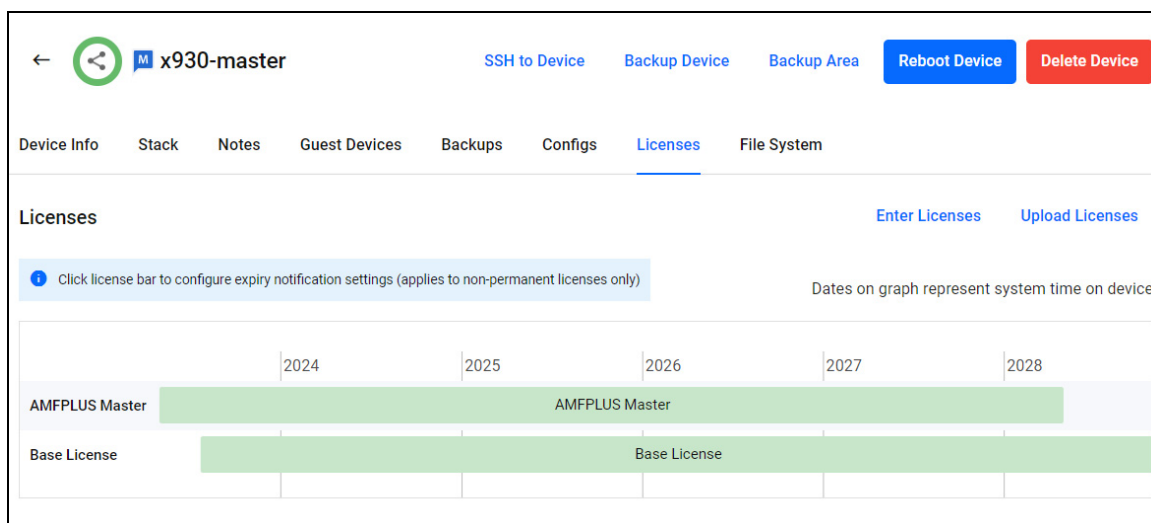 M x930-master SSH to Device Backup Device Backup Area Reboot Device Delete Device
Device Info Stack Notes Guest Devices Backups Configs Licenses File System
Licenses Enter Licenses Upload Licenses
Click license bar to configure expiry notification settings (applies to non-permanent licenses only)
Dates on graph represent system time on device
2024 2025 2026 2027 2028
AMFPLUS Master AMFPLUS Master
Base License Base License